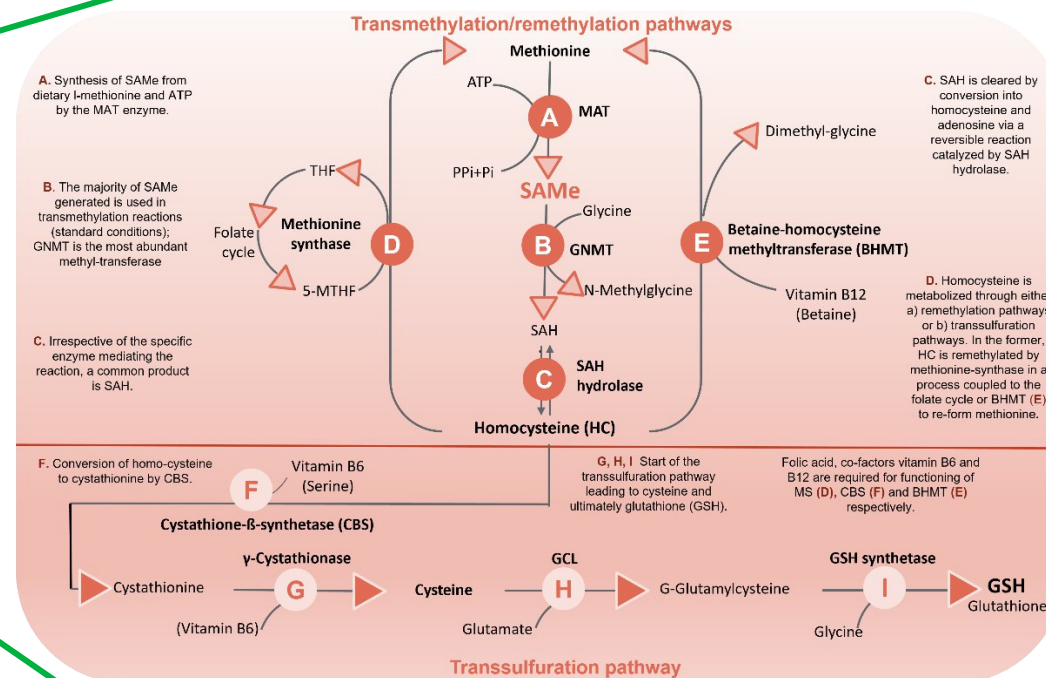 Transmethylation/remethylation pathways
Methionine
A. Synthesis of SAMe from
dietary l-methionine and ATP
by the MAT enzyme.
ATP
A
MAT
PPi+Pi
SAMe
C. SAH is cleared by
conversion into
homocysteine and
adenosine via a
reversible reaction
catalyzed by SAH
hydrolase.
Dimethyl-glycine
B. The majority of SAMe
generated is used in
transmethylation reactions
(standard conditions);
GNMT is the most abundant
methyl-transferase
THF
Folate
cycle
5-MTHF
Methionine
synthase
D
Glycine
B
GNMT
N-Methylglycine
SAH
E
Betaine-homocysteine
methyltransferase (BHMT)
Vitamin B12
(Betaine)
C. Irrespective of the specific
enzyme mediating the
reaction, a common product
is SAH.
C
SAH
hydrolase
Homocysteine (HC)
D. Homocysteine is
metabolized through eithe
a) remethylation pathways
or b) transsulfuration
pathways. In the former,
HC is remethylated by
methionine-synthase in a
process coupled to the
folate cycle or BHMT (E)
to re-form methionine.
F. Conversion of homo-cysteine
to cystathionine by CBS.
F
Vitamin B6
(Serine)
Cystathione-ß-synthetase (CBS)
G, H, I Start of the
transsulfuration pathway
leading to cysteine and
ultimately glutathione (GSH).
Folic acid, co-factors vitamin B6 and
B12 are required for functioning of
MS (D), CBS (F) and BHMT (E)
respectively.
Cystathionine
γ-Cystathionase
G
(Vitamin B6)
Cysteine
GCL
H
Glutamate
G-Glutamylcysteine
GSH synthetase
I
Glycine
GSH
Glutathione
Transsulfuration pathway